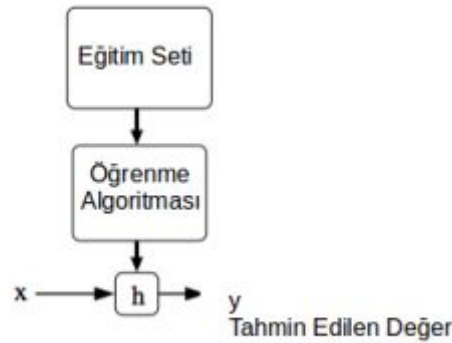 Eğitim Seti
Öğrenme
Algoritması
x
h
y
Tahmin Edilen Değer